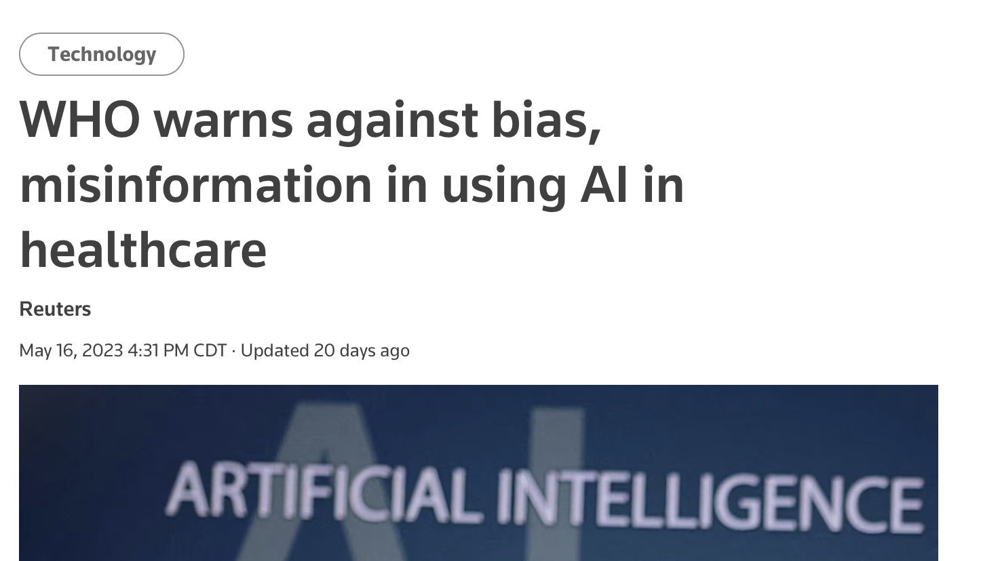 Technology
WHO warns against bias,
misinformation in using AI in
healthcare
Reuters
May 16, 2023 4:31 PM CDT · Updated 20 days ago
AI
ARTIFICIAL INTELLIGENCE